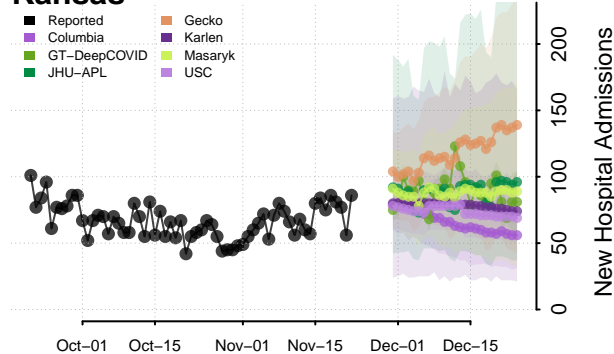 Kansas
Reported
Columbia
GT−DeepCOVID
JHU−APL
Gecko
Karlen
Masaryk
USC
0
50
100
150
200
New Hospital Admissions
Oct−01
Oct−15
Nov−01
Nov−15
Dec−01
Dec−15